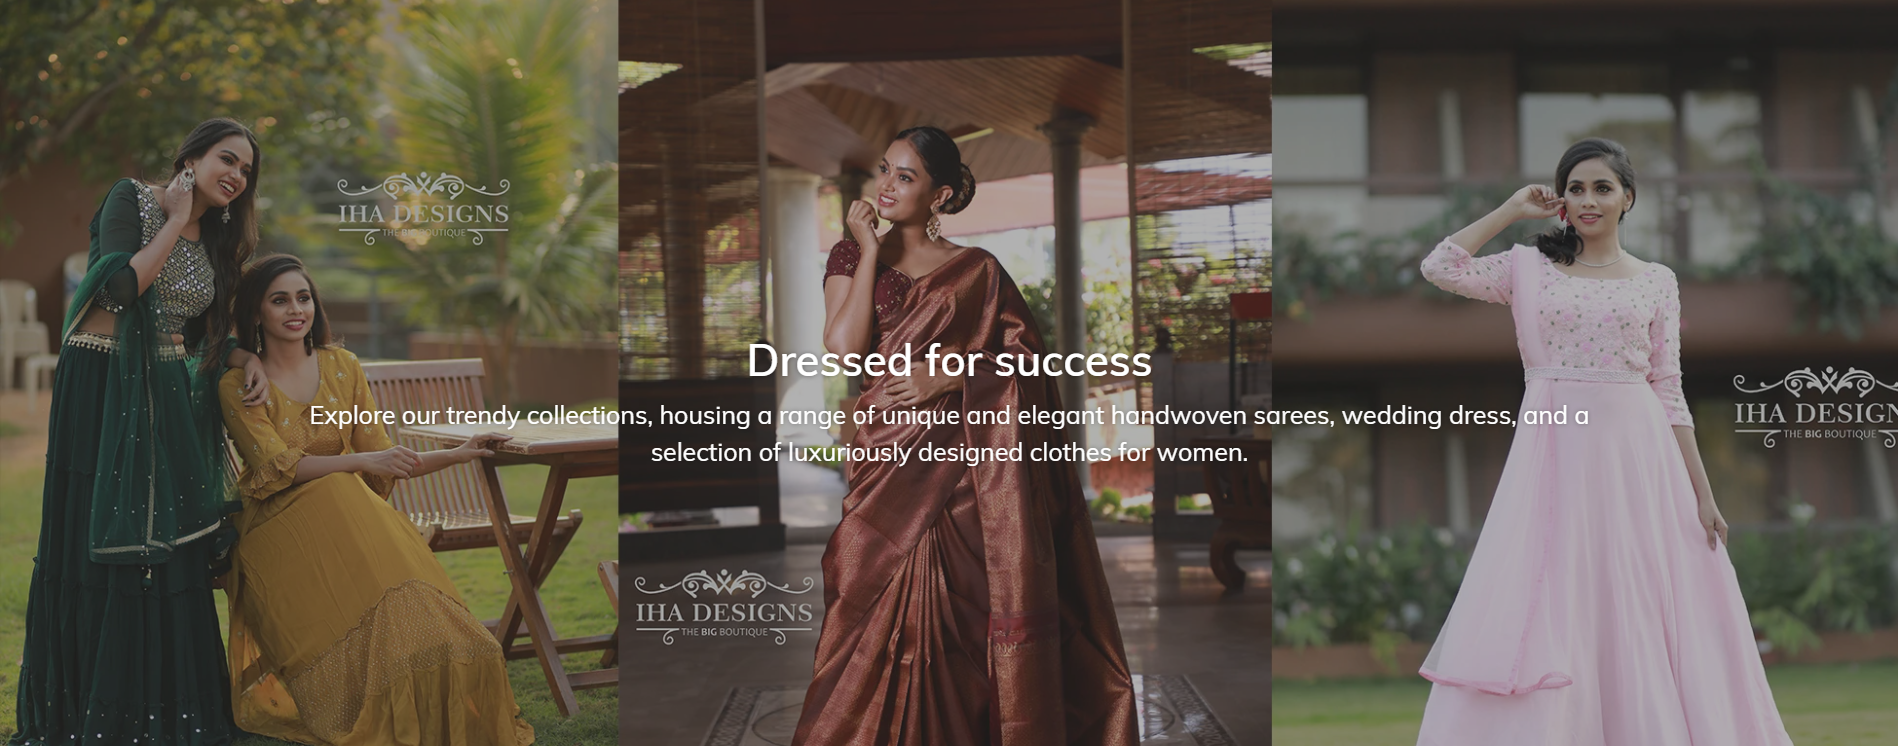 IHA DESIGNS
THE BIG BOUTIQUE
Dressed for success
Explore our trendy collections, housing a range of unique and elegant handwoven sarees, wedding dress, and a
selection of luxuriously designed clothes for women.
IHA DESIGN
THE BIG BOUTIQUE
IHA DESIGNS
THE BIG BOUTIQUE